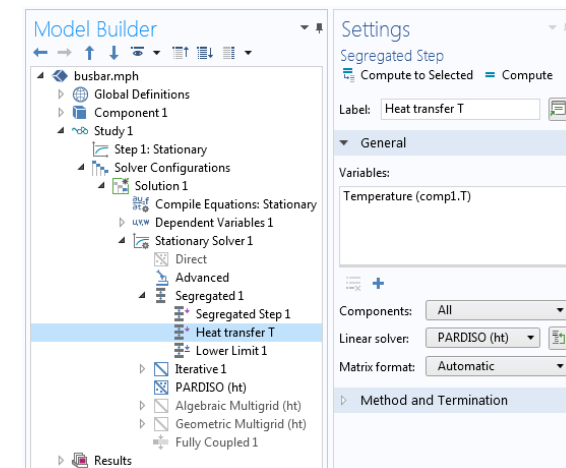 Model Builder
busbar.mph
Global Definitions
Component 1
Study 1
Step 1: Stationary
Solver Configurations
Solution 1
Compile Equations: Stationary
Dependent Variables 1
Stationary Solver 1
Direct
Advanced
Segregated 1
Segregated Step 1
Heat transfer T
Lower Limit 1
Iterative 1
PARDISO (ht)
Algebraic Multigrid (ht)
Geometric Multigrid (ht)
Fully Coupled 1
Results
Settings
Segregated Step
Compute to Selected = Compute
Label: Heat transfer T
General
Variables:
Temperature (comp1.T)
Components: All
Linear solver: PARDISO (ht)
Matrix format: Automatic
Method and Termination